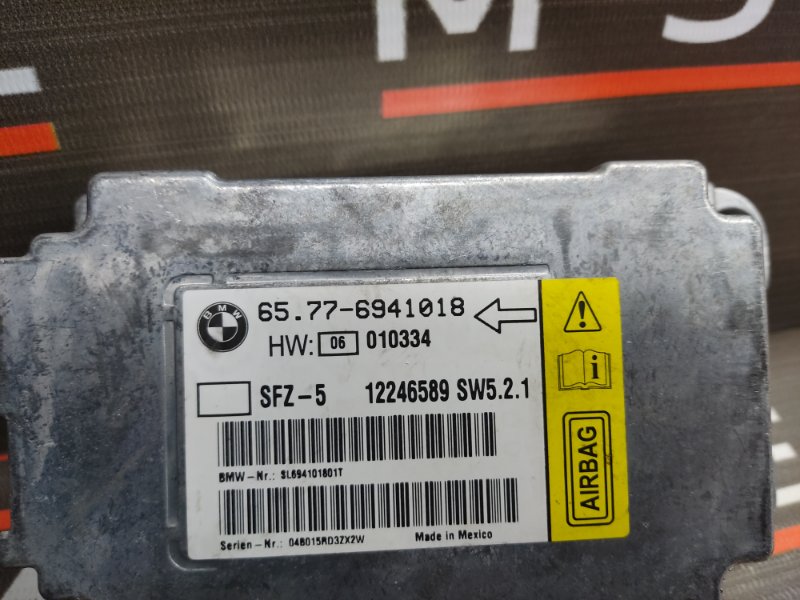 M
BMW
65.77-6941018
HW: 06 010334
SFZ-5 12246589 SW5.2.1
BMW-Nr.: SL694101801T
Serien-Nr.: 04B015RD3ZX2W Made in Mexico
i
AIRBAG